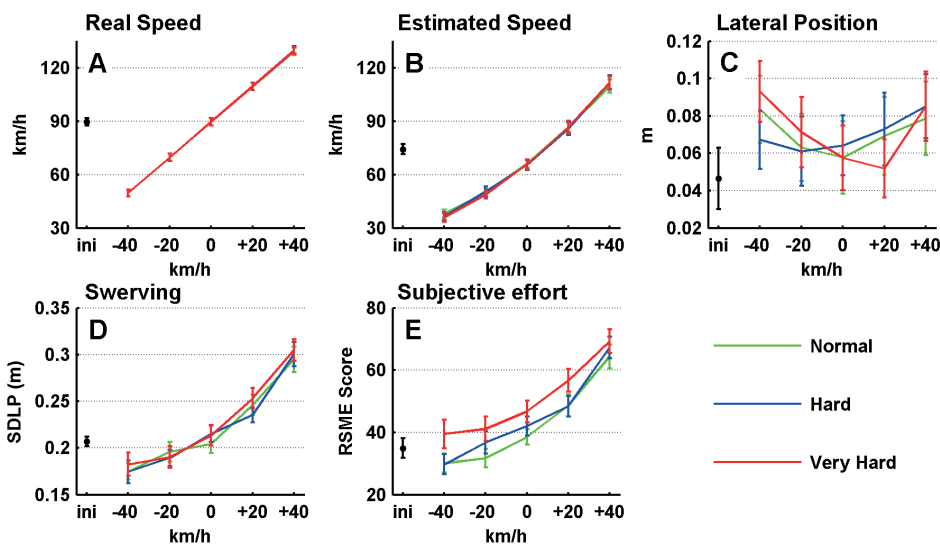 Real Speed
Estimated Speed
Lateral Position
A
B
C
km/h
120
90
60
30
ini -40 -20 0 +20 +40
km/h
km/h
120
90
60
30
ini -40 -20 0 +20 +40
km/h
m
0.12
0.1
0.08
0.06
0.04
0.02
ini -40 -20 0 +20 +40
km/h
Swerving
Subjective effort
D
E
SDLP (m)
0.35
0.3
0.25
0.2
0.15
ini -40 -20 0 +20 +40
km/h
RSME Score
80
60
40
20
ini -40 -20 0 +20 +40
km/h
Normal
Hard
Very Hard